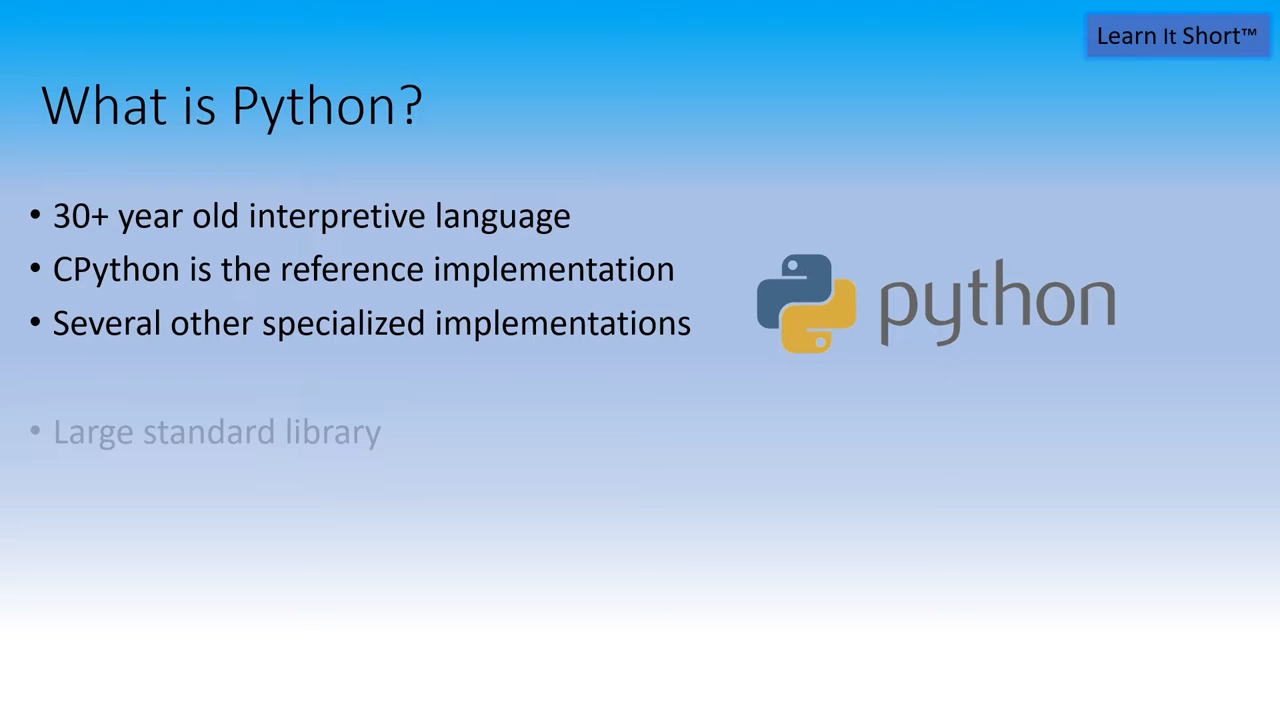 Learn It Short™
What is Python?
• 30+ year old interpretive language
• CPython is the reference implementation
• Several other specialized implementations
python
• Large standard library